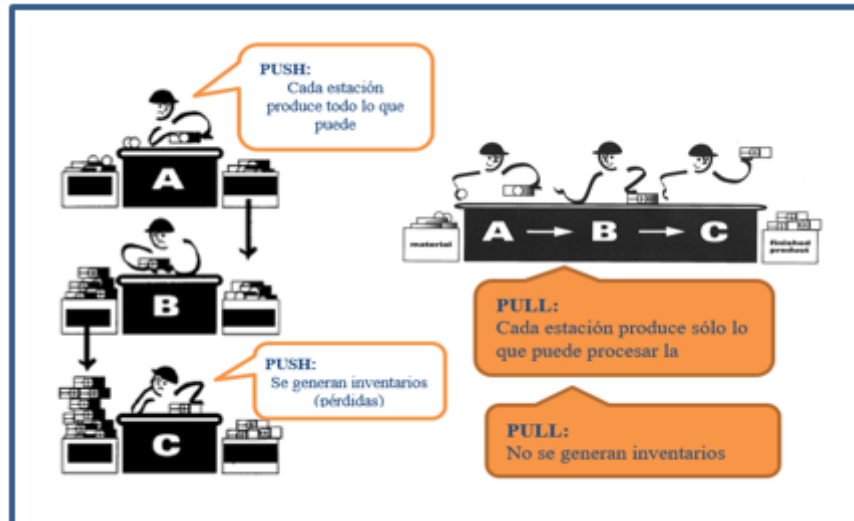 PUSH:
Cada estación
produce todo lo que
puede
A
B
PUSH:
Se generan inventarios
(pérdidas)
C
material
A → B → C
finished
product
PULL:
Cada estación produce sólo lo
que puede procesar la
PULL:
No se generan inventarios